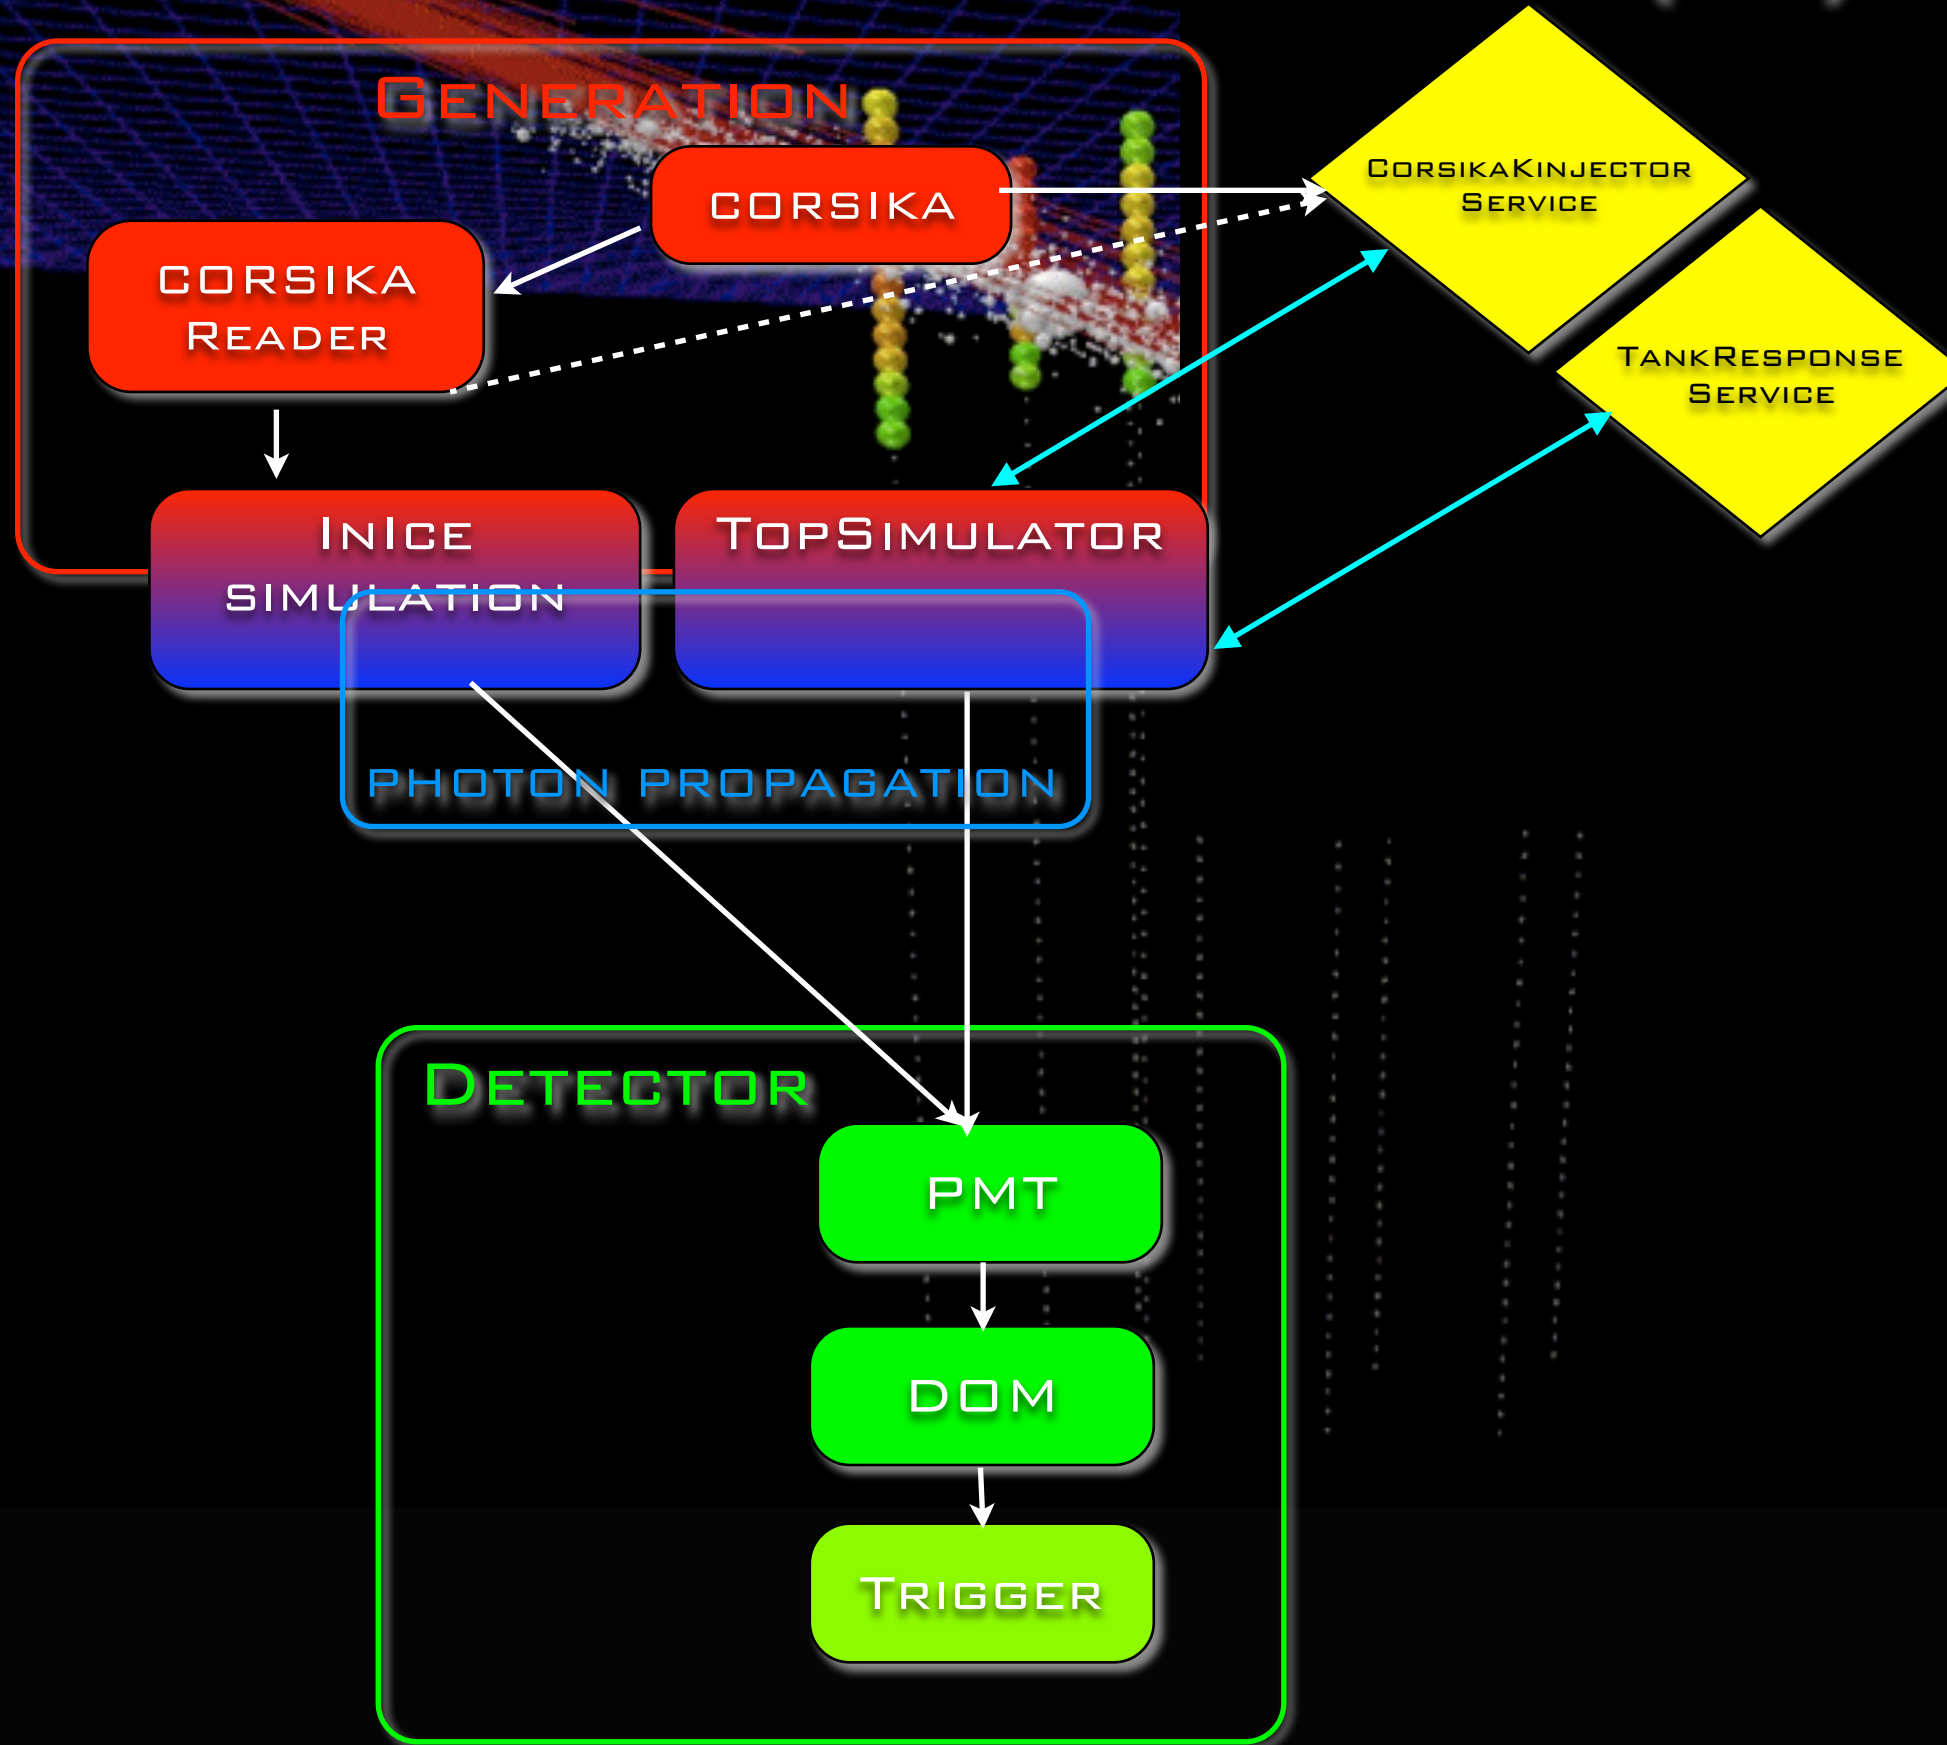 Generation
CORSIKA
CorsikaKinjector
Service
CORSIKA
Reader
TankResponse
Service
InIce
simulation
TopSimulator
photon propagation
Detector
PMT
DOM
Trigger